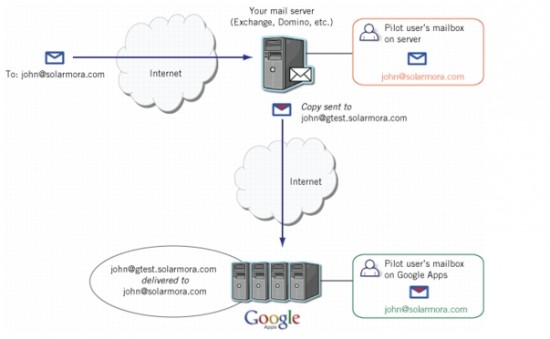 Your mail server
(Exchange, Domino, etc.)
Pilot user's mailbox
on server
john@solarmora.com
To: john@solarmora.com
Internet
Copy sent to
john@gtest.solarmora.com
Internet
john@gtest.solarmora.com
delivered to
john@solarmora.com
Pilot user's mailbox
on Google Apps
john@solarmora.com
Google
Apps